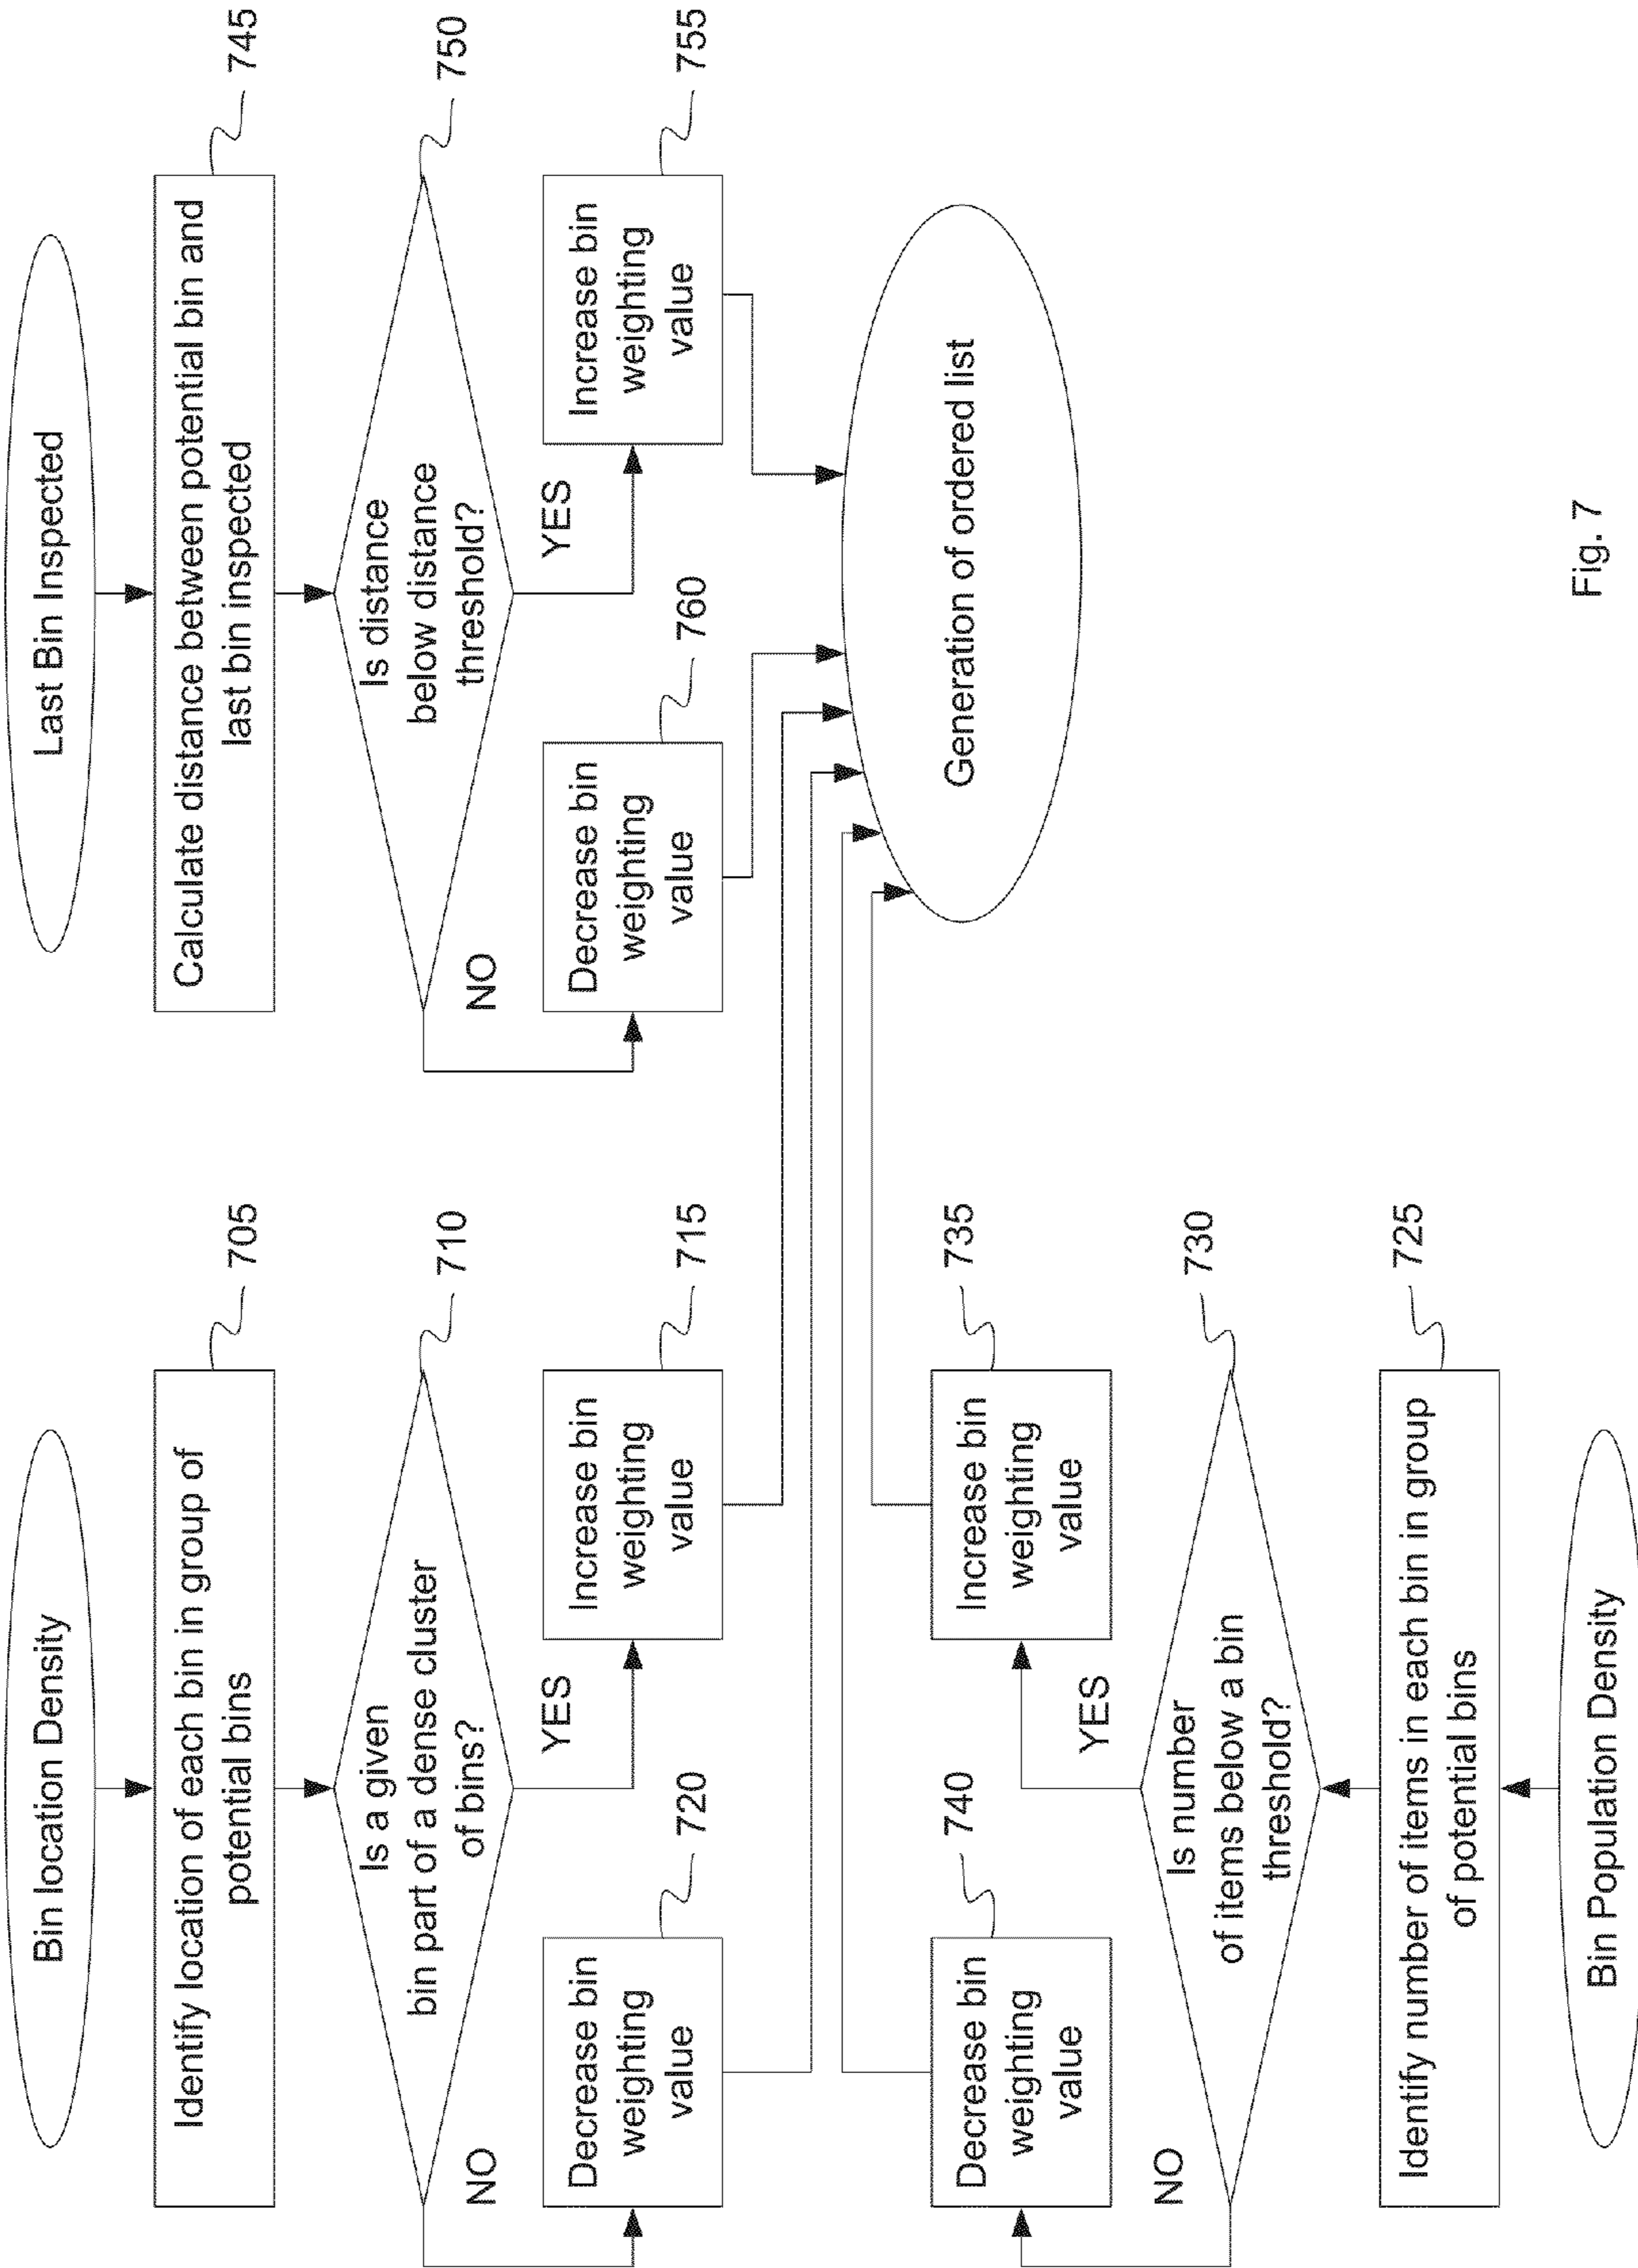 Bin location Density
Identify location of each bin in group of
potential bins
705
Is a given
bin part of a dense cluster
of bins?
710
NO
YES
Decrease bin
weighting
value
720
Increase bin
weighting
value
715
Last Bin Inspected
Calculate distance between potential bin and
last bin inspected
745
Is distance
below distance
threshold?
750
NO
YES
Decrease bin
weighting
value
760
Increase bin
weighting
value
755
Generation of ordered list
Decrease bin
weighting
value
740
Increase bin
weighting
value
735
NO
YES
Is number
of items below a bin
threshold?
730
Identify number of items in each bin in group
of potential bins
725
Bin Population Density
Fig. 7